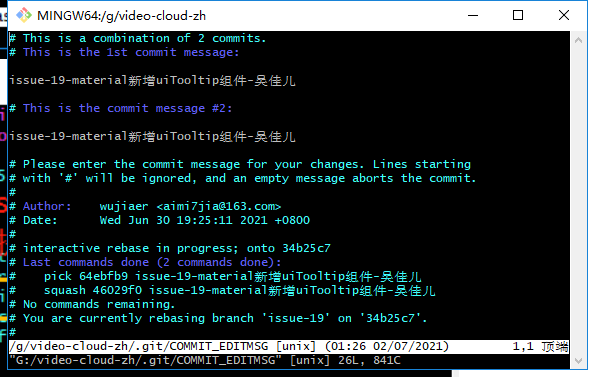 MINGW64:/g/video-cloud-zh
# This is a combination of 2 commits.
# This is the 1st commit message:
issue-19-material新增uiTooltip组件-吴佳儿
# This is the commit message #2:
issue-19-material新增uiTooltip组件-吴佳儿
# Please enter the commit message for your changes. Lines starting
# with '#' will be ignored, and an empty message aborts the commit.
#
# Author:    wujiaer <aimi7jia@163.com>
# Date:      Wed Jun 30 19:25:11 2021 +0800
#
# interactive rebase in progress; onto 34b25c7
# Last commands done (2 commands done):
#    pick 64ebfb9 issue-19-material新增uiTooltip组件-吴佳儿
#    squash 46029f0 issue-19-material新增uiTooltip组件-吴佳儿
# No commands remaining.
# You are currently rebasing branch 'issue-19' on '34b25c7'.
#
/g/video-cloud-zh/.git/COMMIT_EDITMSG [unix] (01:26 02/07/2021) 1,1 顶端
"G:/video-cloud-zh/.git/COMMIT_EDITMSG" [unix] 26L, 841C